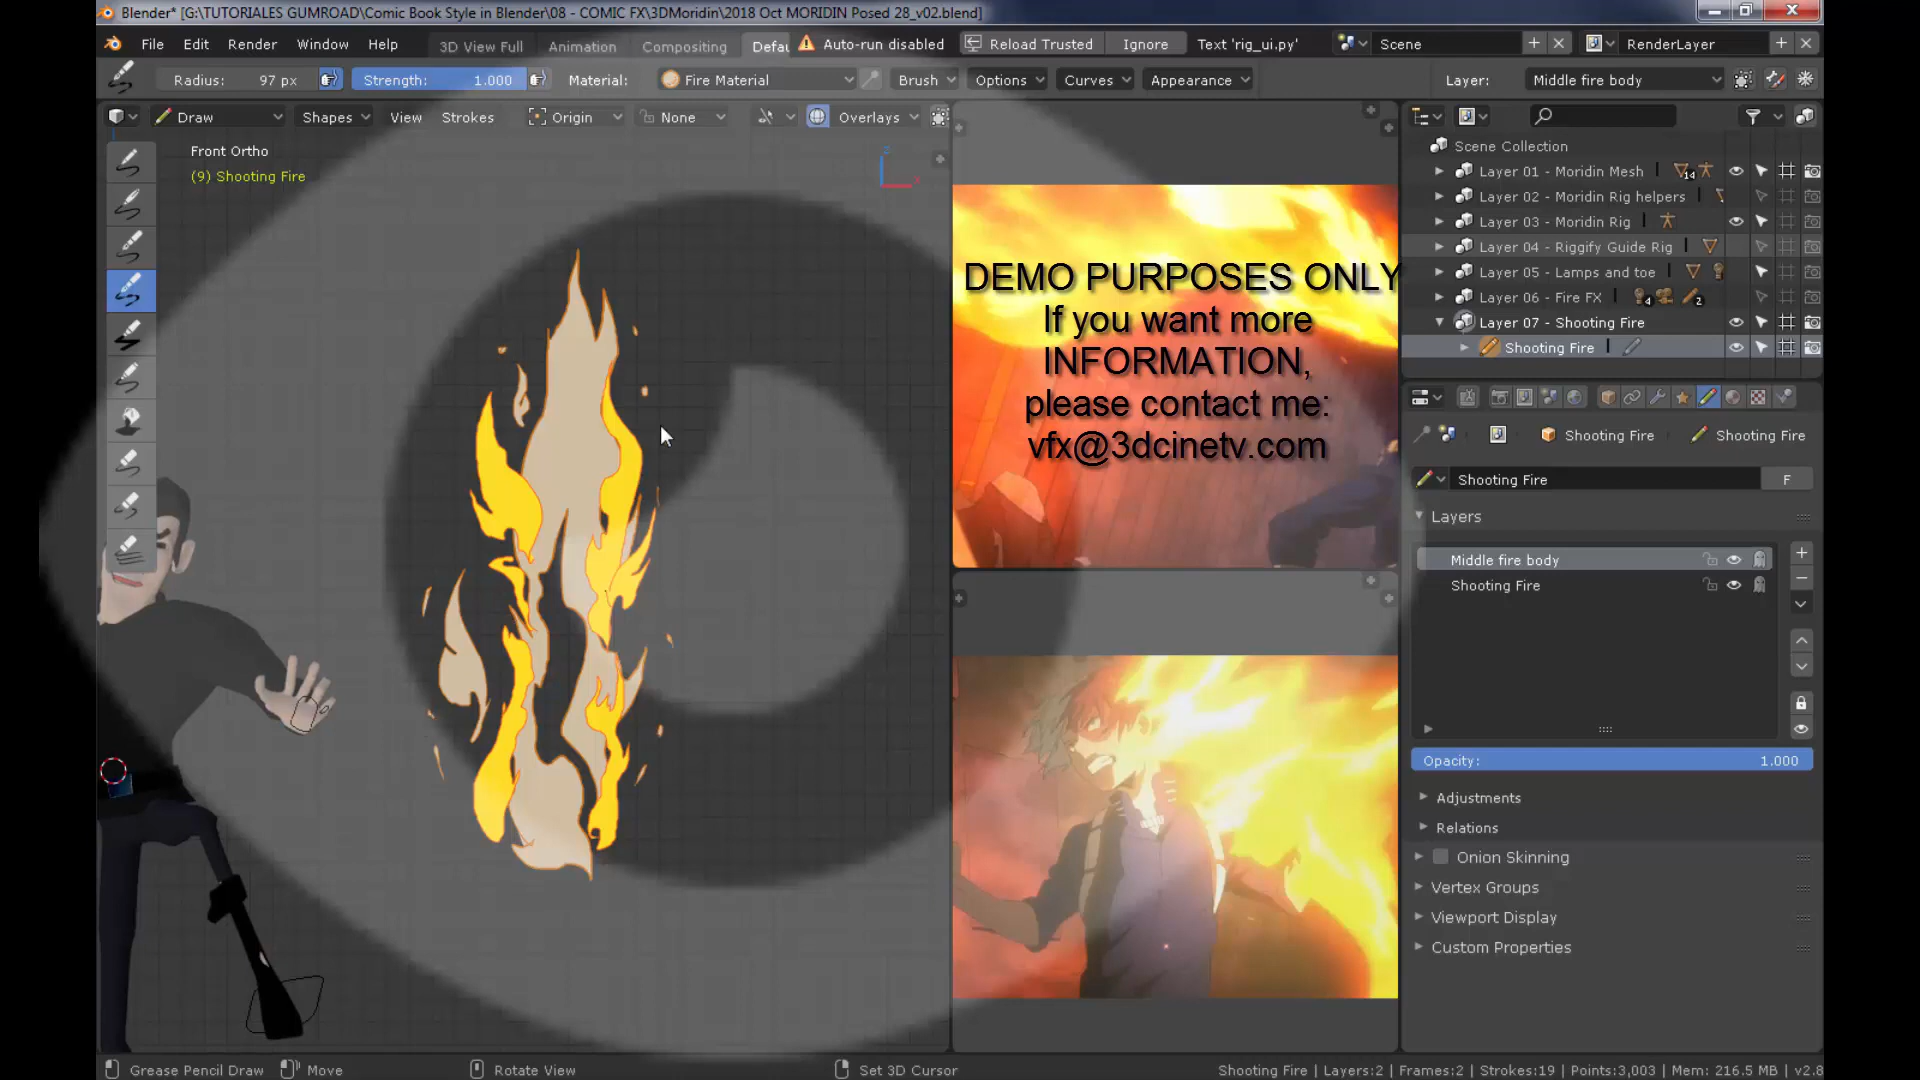 Blender* [G:\TUTORIALES GUMROAD\Comic Book Style in Blender\08 - COMIC FX\3DMoridin\2018 Oct MORIDIN Posed 28_v02.blend]
File Edit Render Window Help 3D View Full Animation Compositing Defau Auto-run disabled Reload Trusted Ignore Text 'rig_ui.py' Scene RenderLayer
Radius: 97 px Strength: 1.000 Material: Fire Material Brush Options Curves Appearance Layer: Middle fire body
Draw Shapes View Strokes Origin None Overlays
Front Ortho
(9) Shooting Fire
z
x
DEMO PURPOSES ONLY
If you want more
INFORMATION,
please contact me:
vfx@3dcinetv.com
Scene Collection
Layer 01 - Moridin Mesh 14
Layer 02 - Moridin Rig helpers
Layer 03 - Moridin Rig
Layer 04 - Riggify Guide Rig
Layer 05 - Lamps and toe
Layer 06 - Fire FX 4 2
Layer 07 - Shooting Fire
Shooting Fire
Shooting Fire Shooting Fire
Shooting Fire F
Layers
Middle fire body
Shooting Fire
Opacity: 1.000
Adjustments
Relations
Onion Skinning
Vertex Groups
Viewport Display
Custom Properties
Grease Pencil Draw Move Rotate View Set 3D Cursor Shooting Fire | Layers:2 | Frames:2 | Strokes:19 | Points:3,003 | Mem: 216.5 MB | v2.8